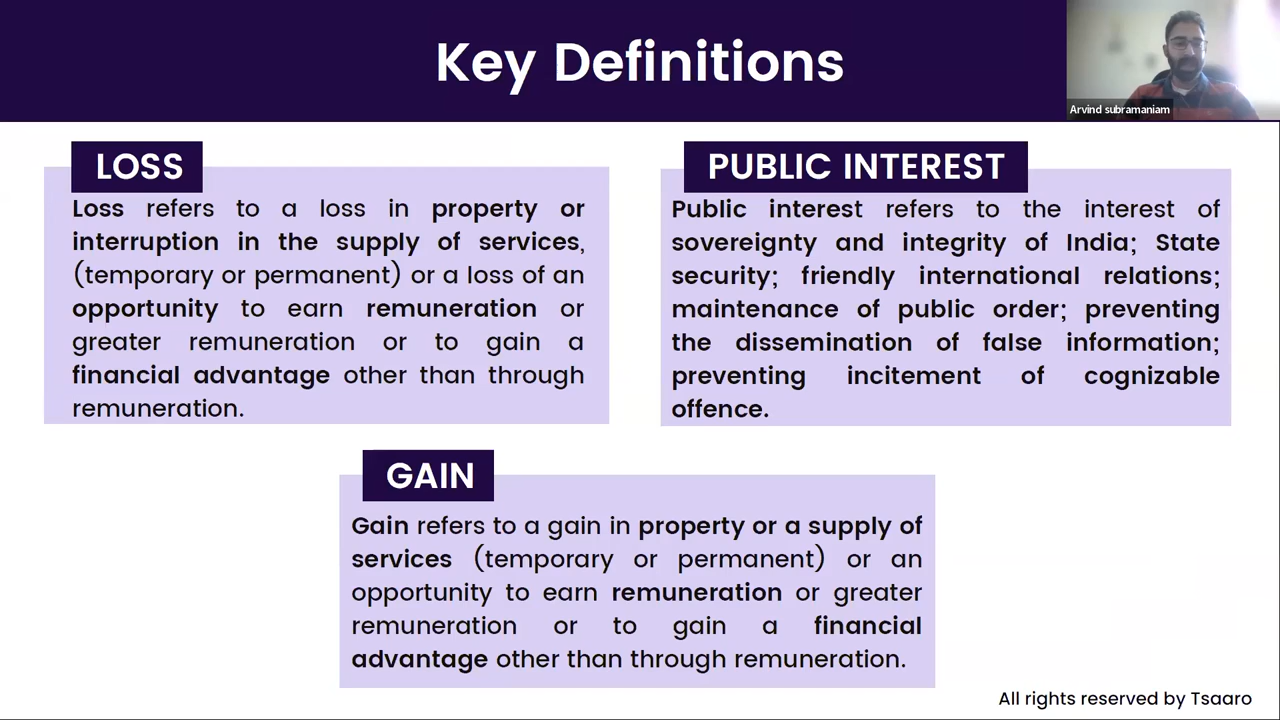 Key Definitions
Arvind subramaniam
LOSS
Loss refers to a loss in property or
interruption in the supply of services,
(temporary or permanent) or a loss of an
opportunity to earn remuneration or
greater remuneration or to gain a
financial advantage other than through
remuneration.
PUBLIC INTEREST
Public interest refers to the interest of
sovereignty and integrity of India; State
security; friendly international relations;
maintenance of public order; preventing
the dissemination of false information;
preventing incitement of cognizable
offence.
GAIN
Gain refers to a gain in property or a supply of
services (temporary or permanent) or an
opportunity to earn remuneration or greater
remuneration or to gain a financial
advantage other than through remuneration.
All rights reserved by Tsaaro